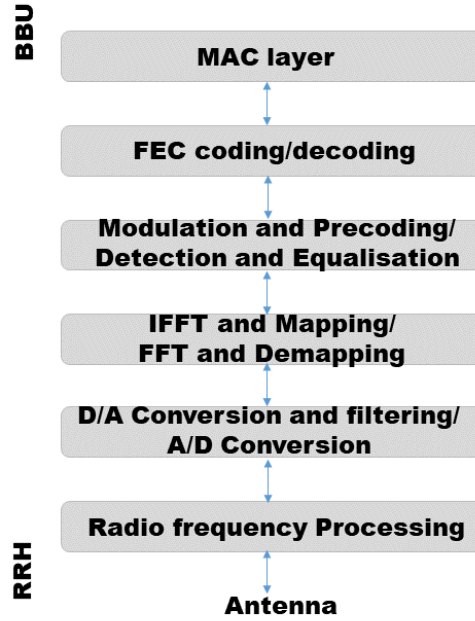 BBU
MAC layer
FEC coding/decoding
Modulation and Precoding/
Detection and Equalisation
IFFT and Mapping/
FFT and Demapping
D/A Conversion and filtering/
A/D Conversion
Radio frequency Processing
RRH
Antenna